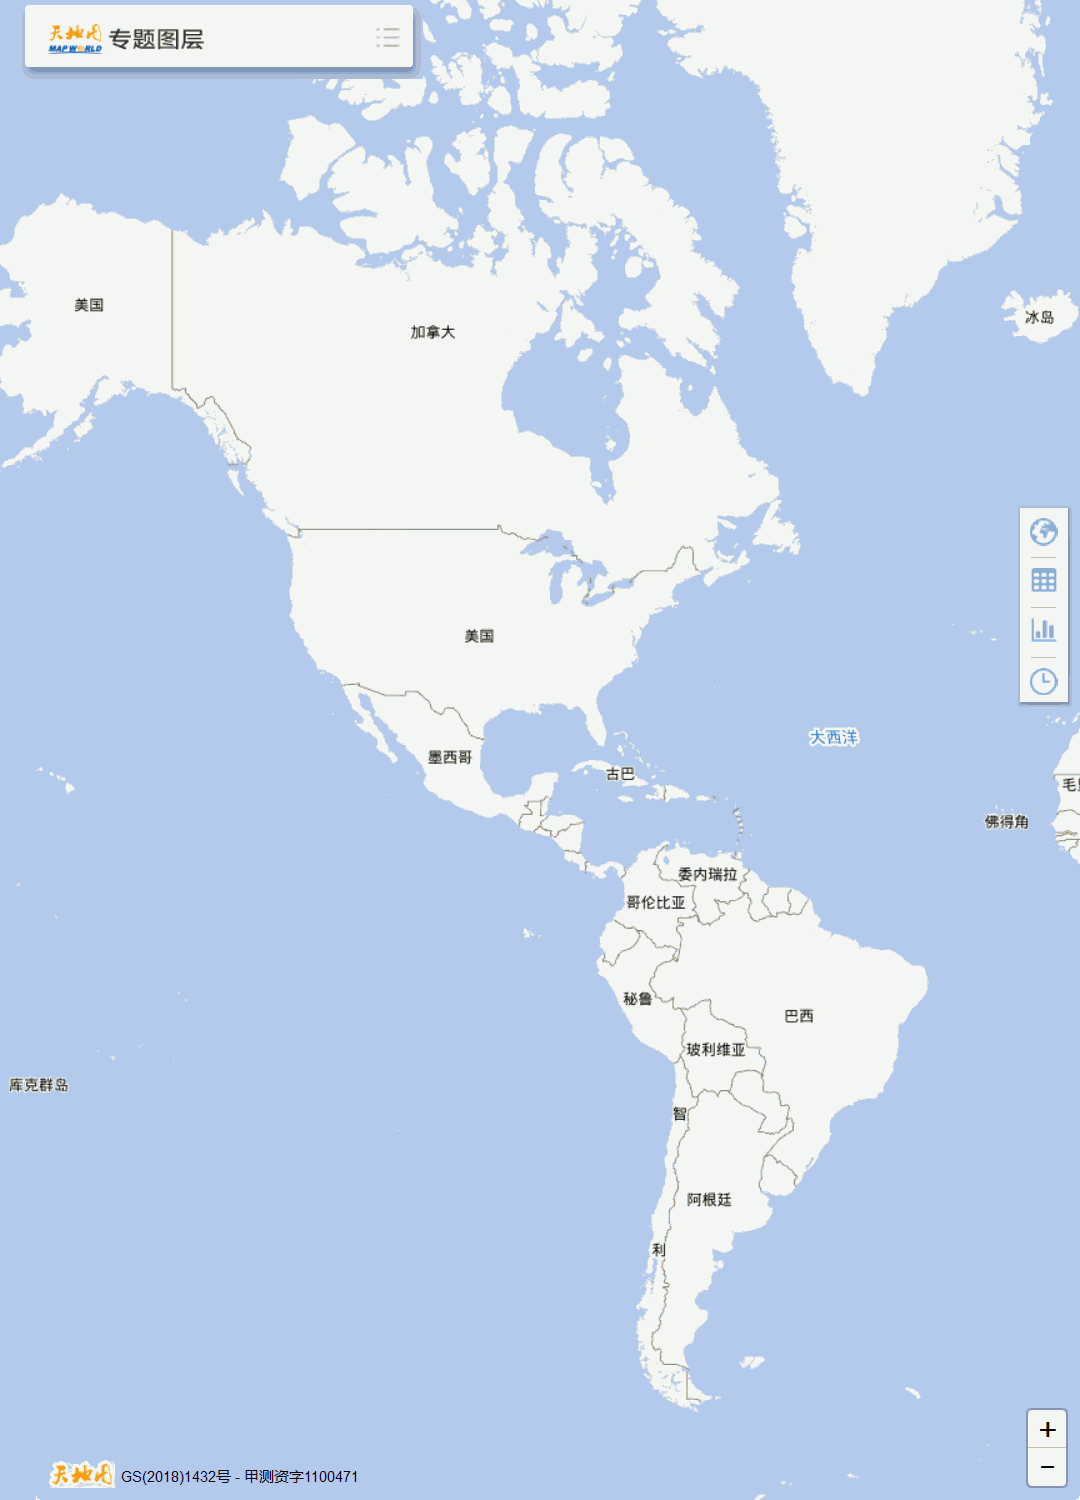 天地图 专题图层
MAP WORLD
美国
加拿大
冰岛
美国
大西洋
墨西哥
古巴
毛里
佛得角
委内瑞拉
哥伦比亚
秘鲁
巴西
玻利维亚
库克群岛
智
阿根廷
利
天地图 GS(2018)1432号 - 甲测资字1100471